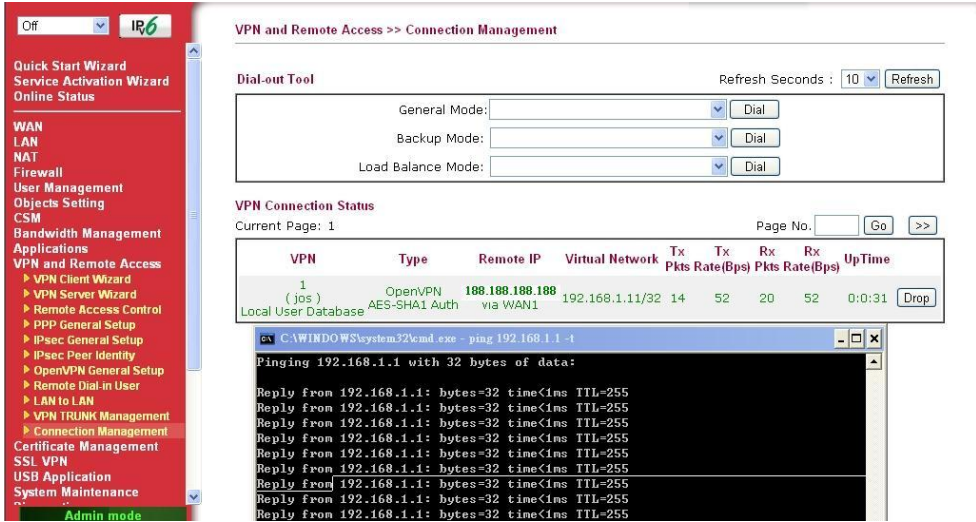 Off
IPv6
Quick Start Wizard
Service Activation Wizard
Online Status
WAN
LAN
NAT
Firewall
User Management
Objects Setting
CSM
Bandwidth Management
Applications
VPN and Remote Access
VPN Client Wizard
VPN Server Wizard
Remote Access Control
PPP General Setup
IPsec General Setup
IPsec Peer Identity
OpenVPN General Setup
Remote Dial-in User
LAN to LAN
VPN TRUNK Management
Connection Management
Certificate Management
SSL VPN
USB Application
System Maintenance
Admin mode
VPN and Remote Access >> Connection Management
Dial-out Tool
Refresh Seconds : 10 Refresh
General Mode: Dial
Backup Mode: Dial
Load Balance Mode: Dial
VPN Connection Status
Current Page: 1
Page No. Go >>
VPN Type Remote IP Virtual Network Tx Pkts Tx Rate(Bps) Rx Pkts Rx Rate(Bps) UpTime
1 ( jos ) Local User Database OpenVPN AES-SHA1 Auth 188.188.188.188 via WAN1 192.168.1.11/32 14 52 20 52 0:0:31 Drop
C:\WINDOWS\system32\cmd.exe - ping 192.168.1.1 -t
Pinging 192.168.1.1 with 32 bytes of data:
Reply from 192.168.1.1: bytes=32 time<1ms TTL=255
Reply from 192.168.1.1: bytes=32 time<1ms TTL=255
Reply from 192.168.1.1: bytes=32 time<1ms TTL=255
Reply from 192.168.1.1: bytes=32 time<1ms TTL=255
Reply from 192.168.1.1: bytes=32 time<1ms TTL=255
Reply from 192.168.1.1: bytes=32 time<1ms TTL=255
Reply from 192.168.1.1: bytes=32 time<1ms TTL=255
Reply from 192.168.1.1: bytes=32 time<1ms TTL=255
Reply from 192.168.1.1: bytes=32 time<1ms TTL=255